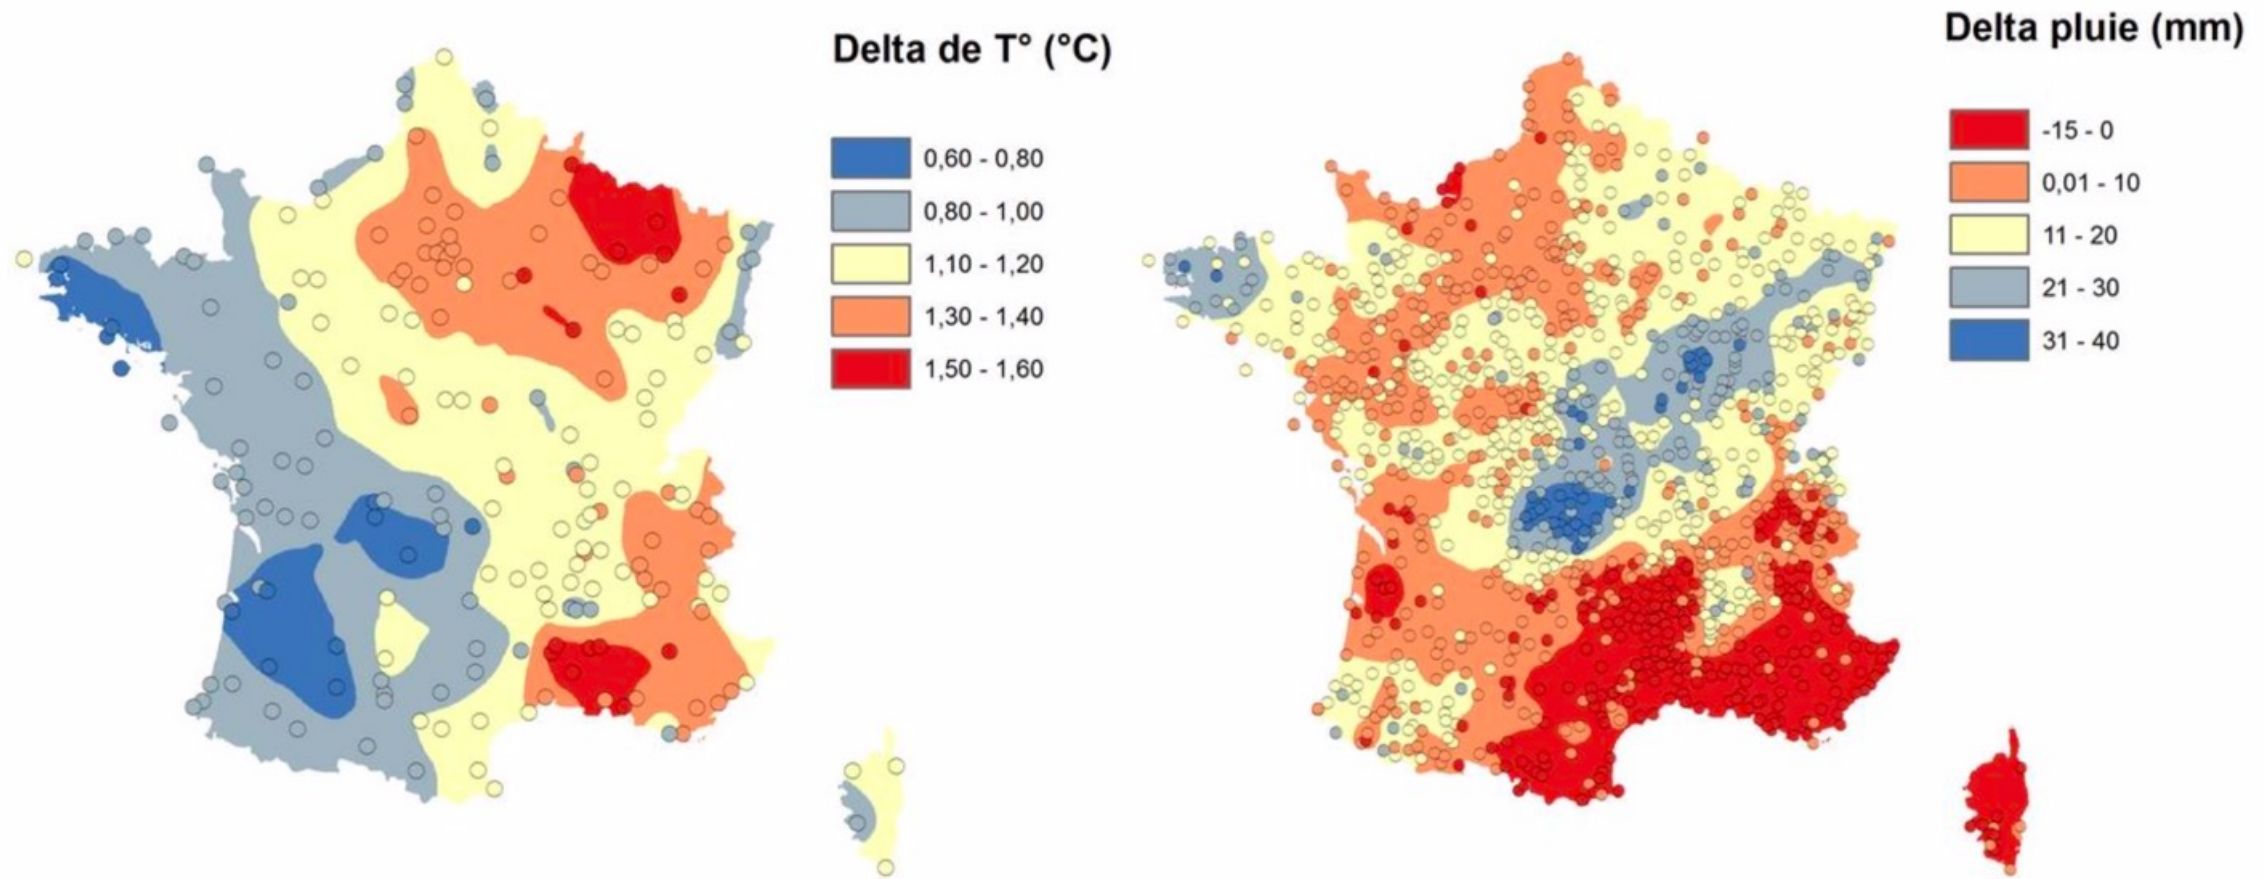 Delta de T° (°C)
0,60 - 0,80
0,80 - 1,00
1,10 - 1,20
1,30 - 1,40
1,50 - 1,60
Delta pluie (mm)
-15 - 0
0,01 - 10
11 - 20
21 - 30
31 - 40